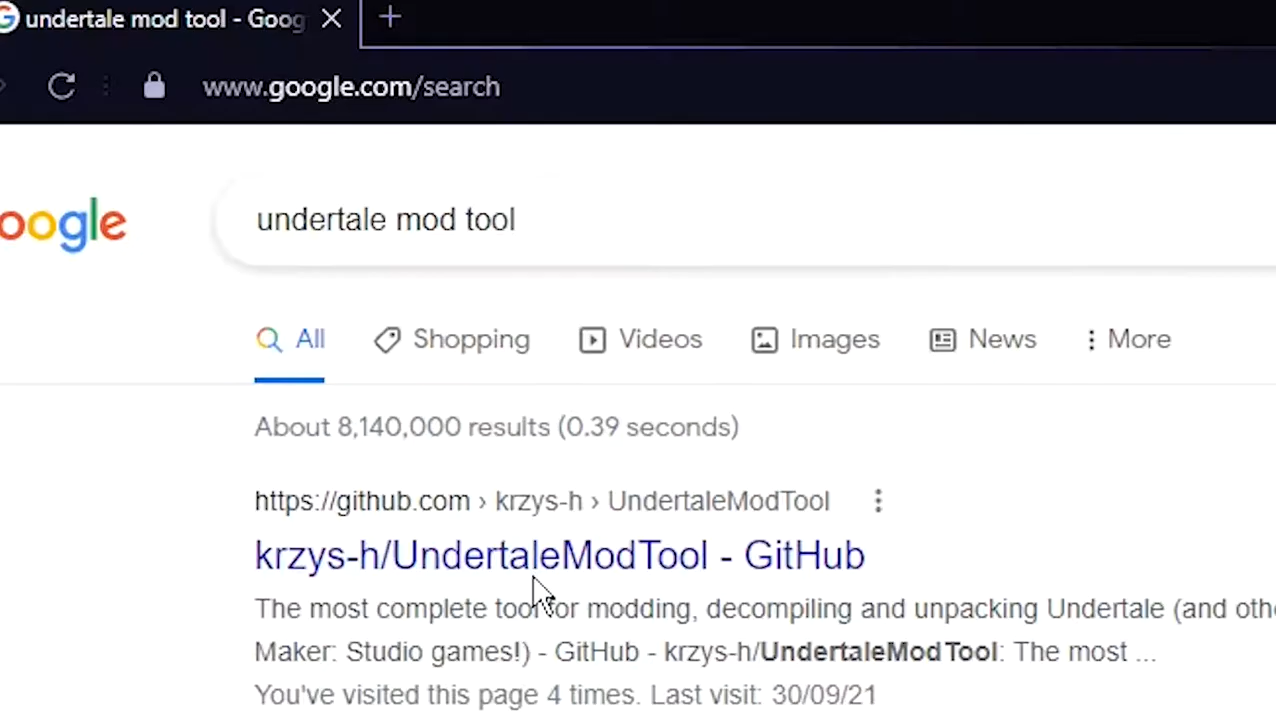 undertale mod tool - Goog
www.google.com/search
oogle
undertale mod tool
All Shopping Videos Images News More
About 8,140,000 results (0.39 seconds)
https://github.com › krzys-h › UndertaleModTool
krzys-h/UndertaleModTool - GitHub
The most complete tool for modding, decompiling and unpacking Undertale (and othe
Maker: Studio games!) - GitHub - krzys-h/UndertaleModTool: The most ...
You've visited this page 4 times. Last visit: 30/09/21